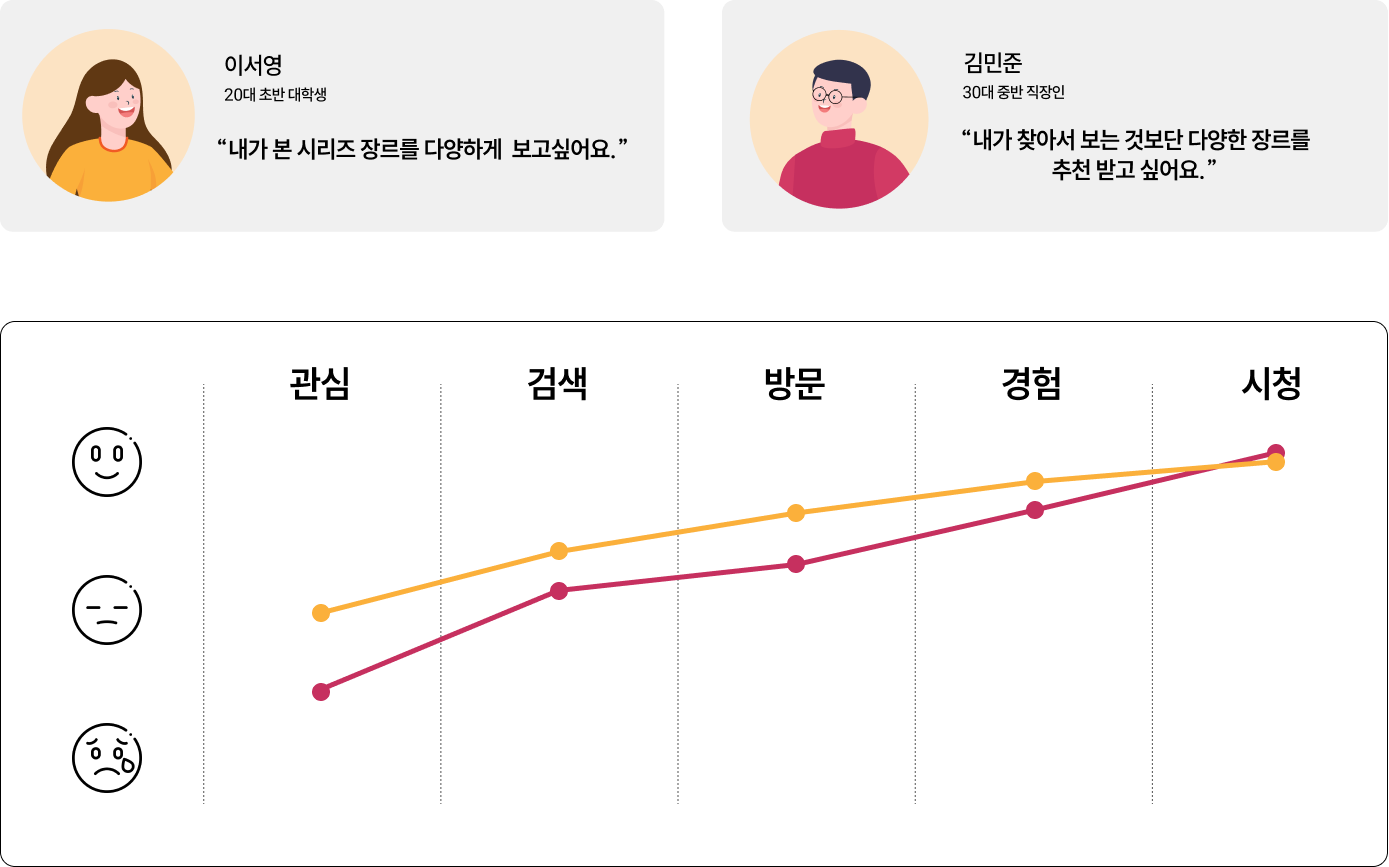 이서영
20대 초반 대학생
“내가 본 시리즈 장르를 다양하게 보고싶어요.”
김민준
30대 중반 직장인
“내가 찾아서 보는 것보단 다양한 장르를
추천 받고 싶어요.”
관심
검색
방문
경험
시청